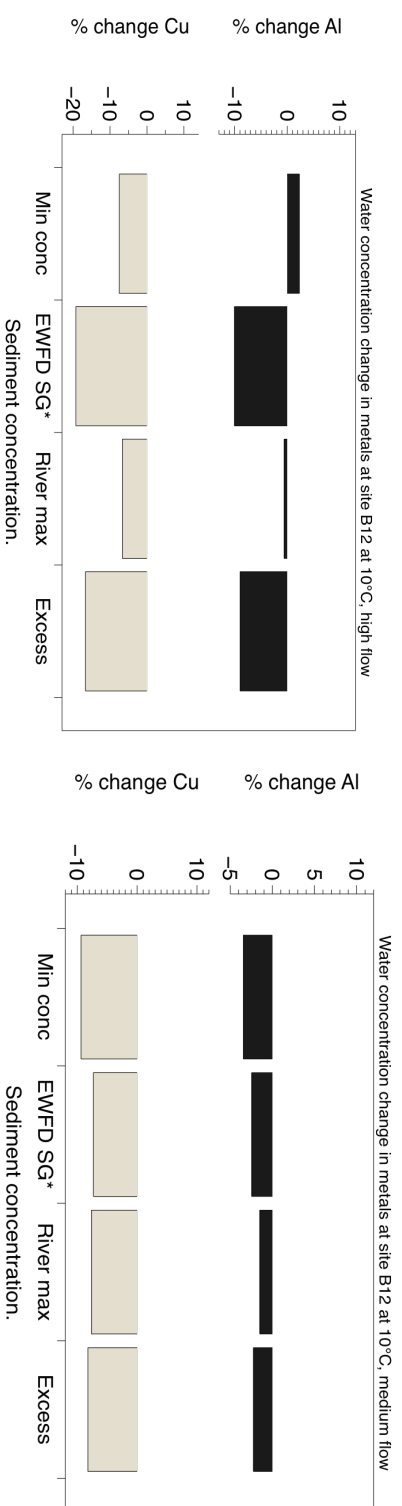 Water concentration change in metals at site B12 at 10°C, high flow
% change Al
10
0
−10
% change Cu
10
0
−10
−20
Min conc
EWFD SG*
River max
Excess
Sediment concentration.
Water concentration change in metals at site B12 at 10°C, medium flow
% change Al
10
5
0
−5
% change Cu
10
0
−10
Min conc
EWFD SG*
River max
Excess
Sediment concentration.